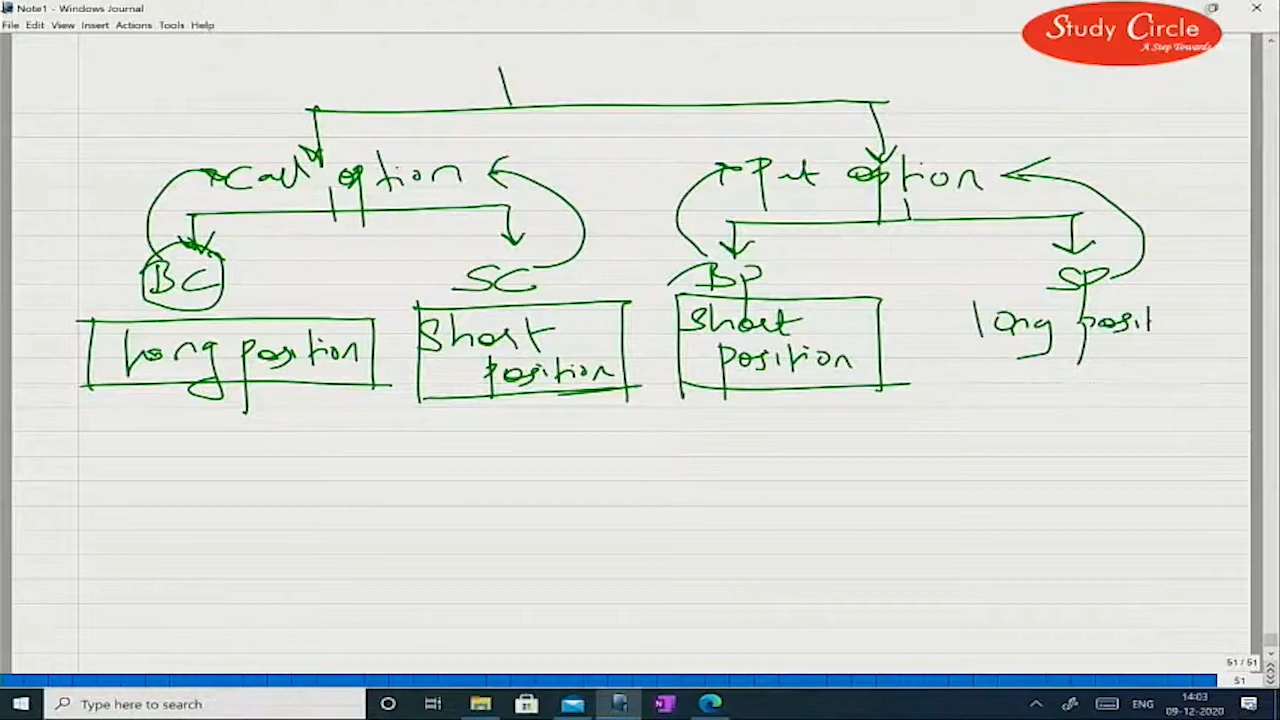 Note1 - Windows Journal
File Edit View Insert Actions Tools Help
Study Circle
A Step Towards
Call option
Put option
BC
SC
BP
SP
Long position
Short position
Short position
long posit
51 / 51
51
Type here to search
ENG
14:03
09-12-2020